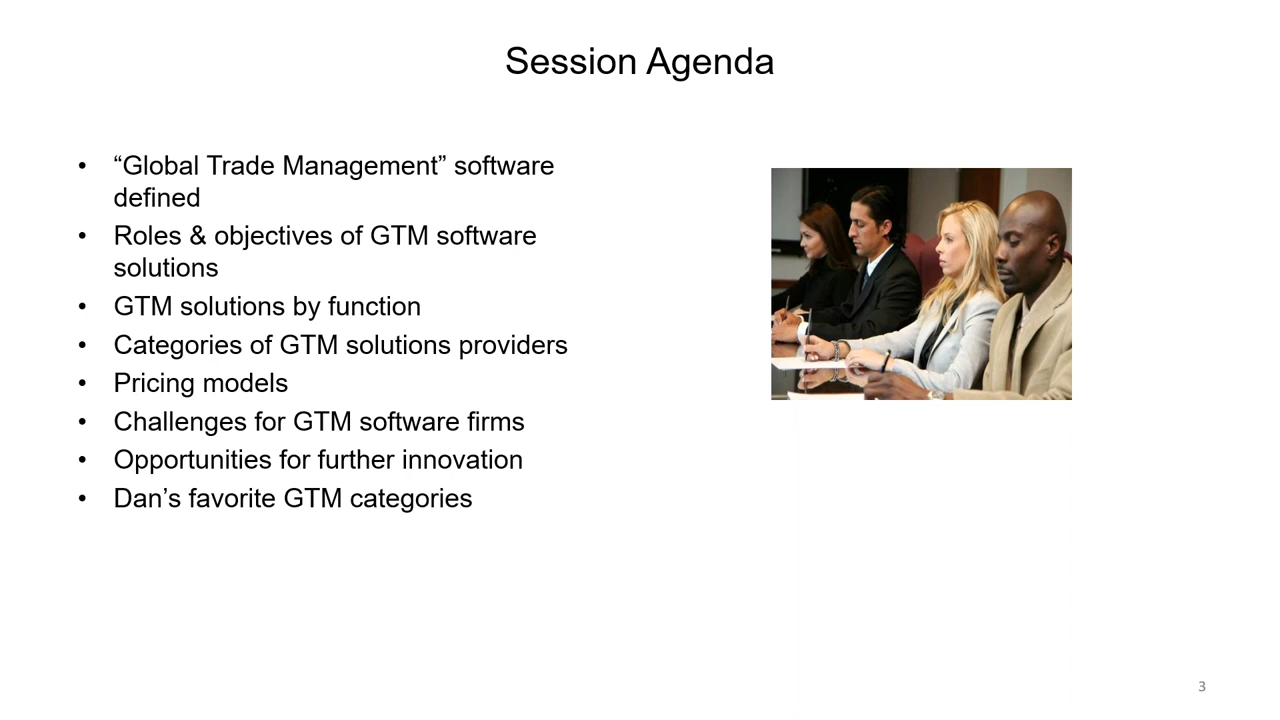 Session Agenda
• “Global Trade Management” software
defined
• Roles & objectives of GTM software
solutions
• GTM solutions by function
• Categories of GTM solutions providers
• Pricing models
• Challenges for GTM software firms
• Opportunities for further innovation
• Dan’s favorite GTM categories
3